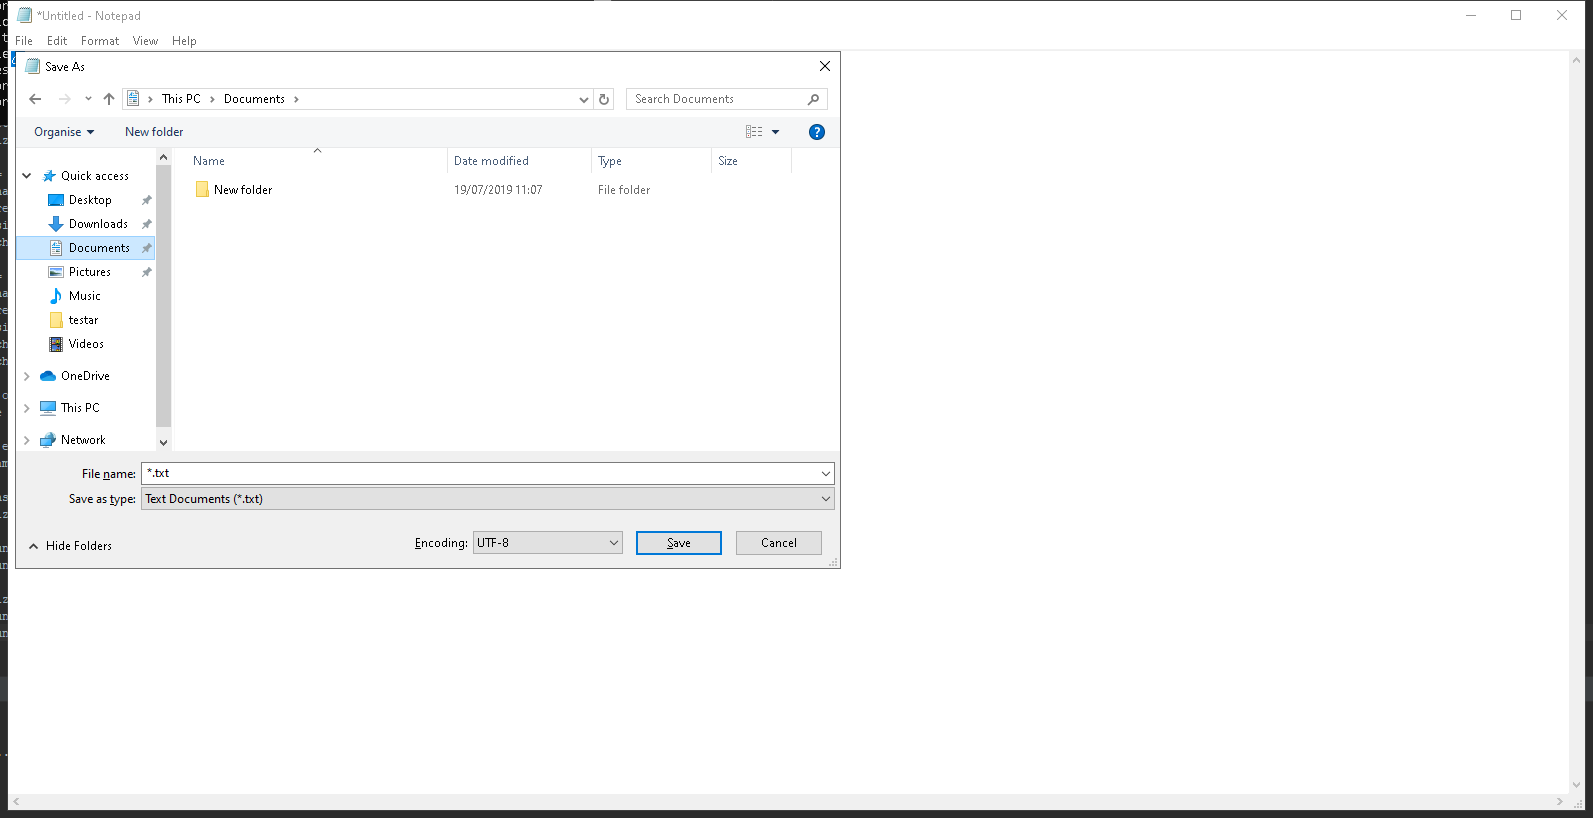 *Untitled - Notepad
File Edit Format View Help
Save As
This PC Documents
Search Documents
Organise New folder
Name Date modified Type Size
New folder 19/07/2019 11:07 File folder
Quick access
Desktop
Downloads
Documents
Pictures
Music
testar
Videos
OneDrive
This PC
Network
File name: *.txt
Save as type: Text Documents (*.txt)
Hide Folders
Encoding: UTF-8 Save Cancel